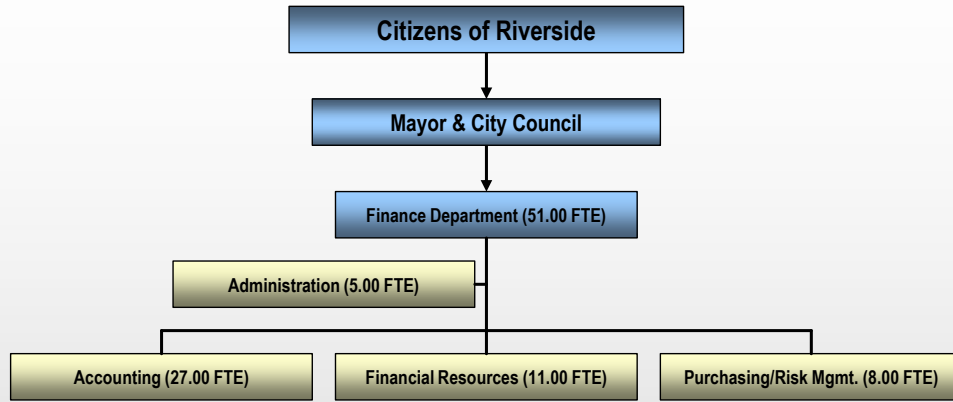 Citizens of Riverside
Mayor & City Council
Finance Department (51.00 FTE)
Administration (5.00 FTE)
Accounting (27.00 FTE)
Financial Resources (11.00 FTE)
Purchasing/Risk Mgmt. (8.00 FTE)